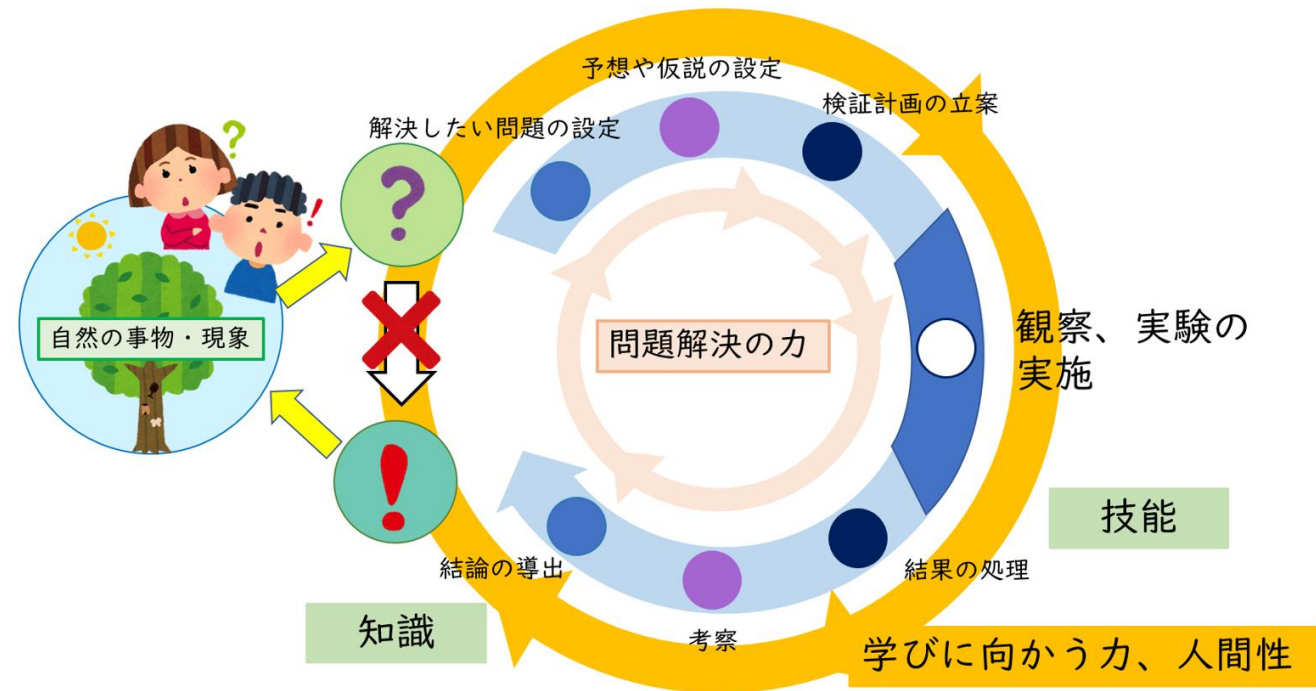 予想や仮説の設定
検証計画の立案
解決したい問題の設定
?
!
?
自然の事物・現象
問題解決の力
観察、実験の
実施
!
技能
結論の導出
結果の処理
知識
考察
学びに向かう力、人間性